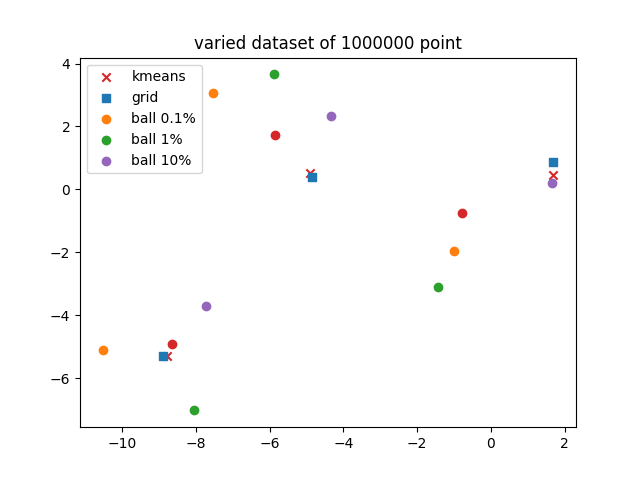 varied dataset of 1000000 point
kmeans
grid
ball 0.1%
ball 1%
ball 10%
4
2
0
−2
−4
−6
−10
−8
−6
−4
−2
0
2